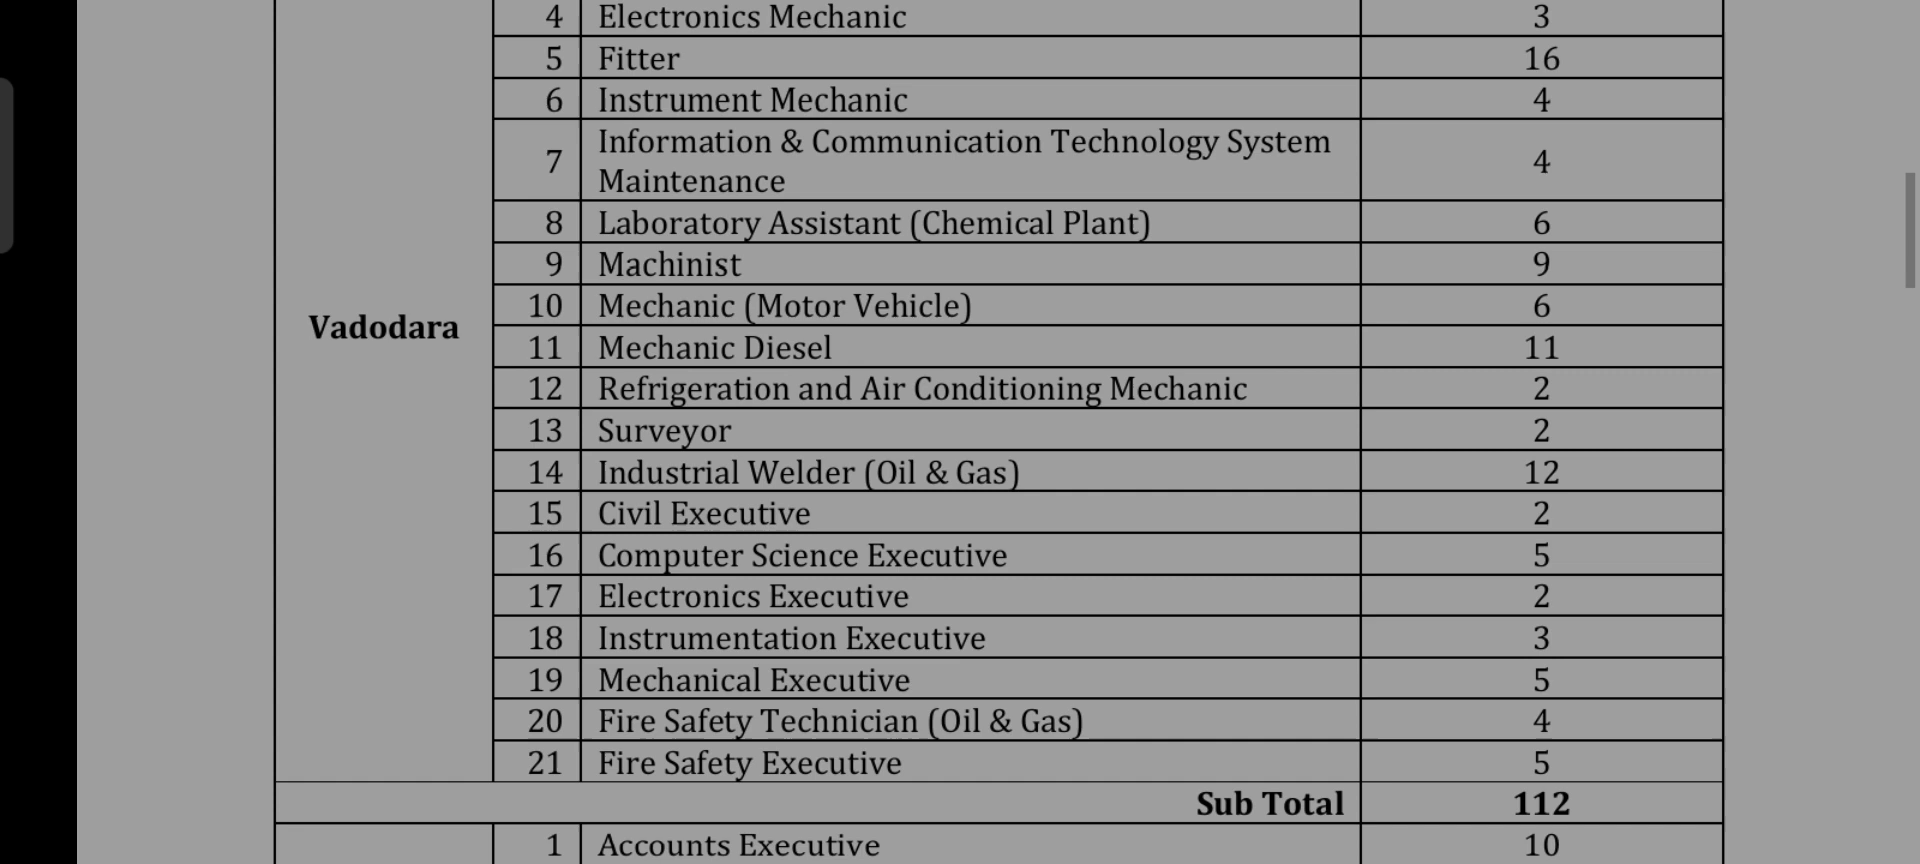 4 Electronics Mechanic 3
5 Fitter 16
6 Instrument Mechanic 4
7 Information & Communication Technology System
Maintenance 4
8 Laboratory Assistant (Chemical Plant) 6
9 Machinist 9
10 Mechanic (Motor Vehicle) 6
Vadodara
11 Mechanic Diesel 11
12 Refrigeration and Air Conditioning Mechanic 2
13 Surveyor 2
14 Industrial Welder (Oil & Gas) 12
15 Civil Executive 2
16 Computer Science Executive 5
17 Electronics Executive 2
18 Instrumentation Executive 3
19 Mechanical Executive 5
20 Fire Safety Technician (Oil & Gas) 4
21 Fire Safety Executive 5
Sub Total 112
1 Accounts Executive 10